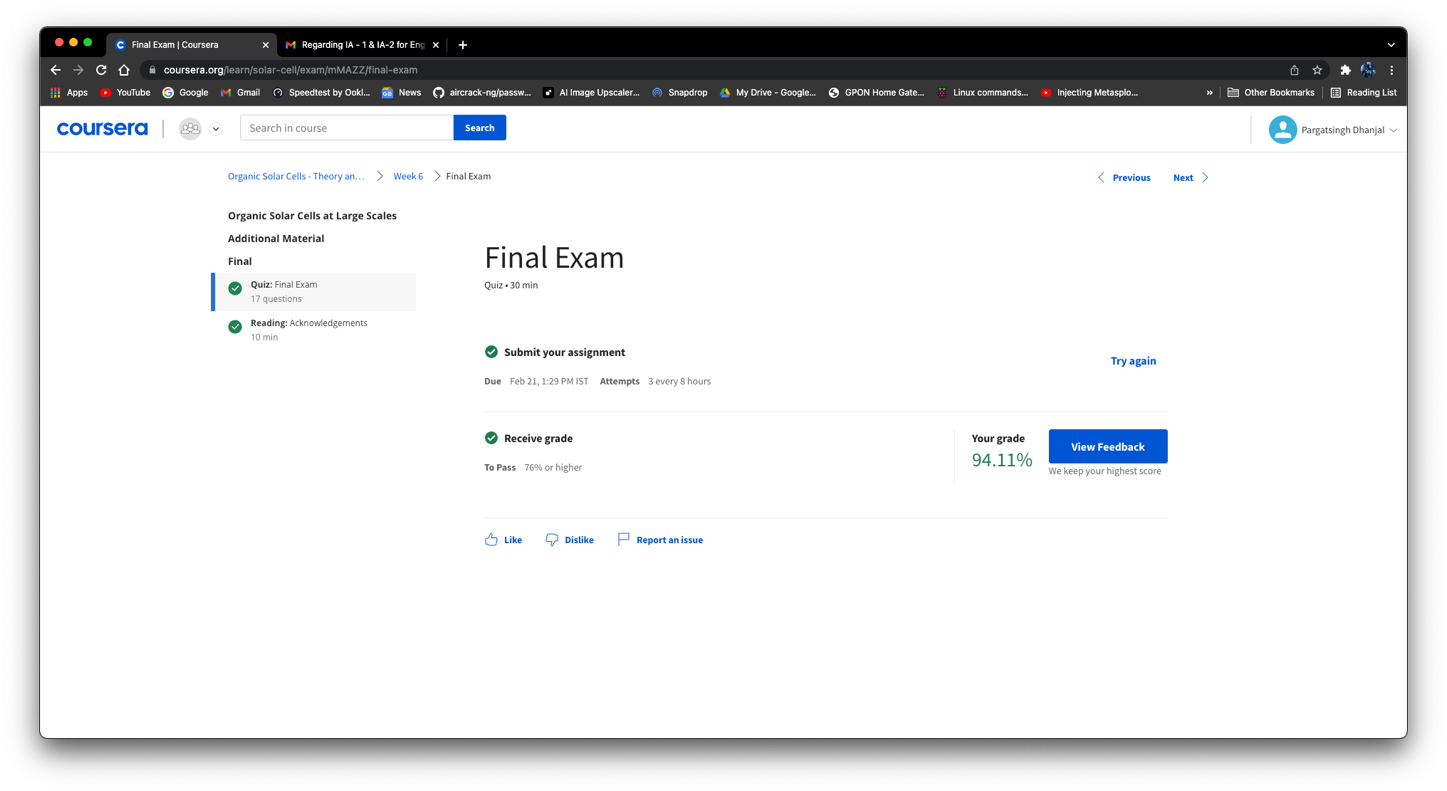 Final Exam | Coursera
Regarding IA - 1 & IA-2 for Eng
coursera.org/learn/solar-cell/exam/mMAZZ/final-exam
Apps YouTube Google Gmail Speedtest by Ookl... News aircrack-ng/passw... AI Image Upscaler... Snapdrop My Drive - Google... GPON Home Gate... Linux commands... Injecting Metasplo... » Other Bookmarks Reading List
coursera Search in course Search Pargatsingh Dhanjal
Organic Solar Cells - Theory an... Week 6 Final Exam Previous Next
Organic Solar Cells at Large Scales
Additional Material
Final
Quiz: Final Exam
17 questions
Reading: Acknowledgements
10 min
Final Exam
Quiz • 30 min
Submit your assignment
Try again
Due Feb 21, 1:29 PM IST Attempts 3 every 8 hours
Receive grade
To Pass 76% or higher
Your grade
94.11%
View Feedback
We keep your highest score
Like Dislike Report an issue